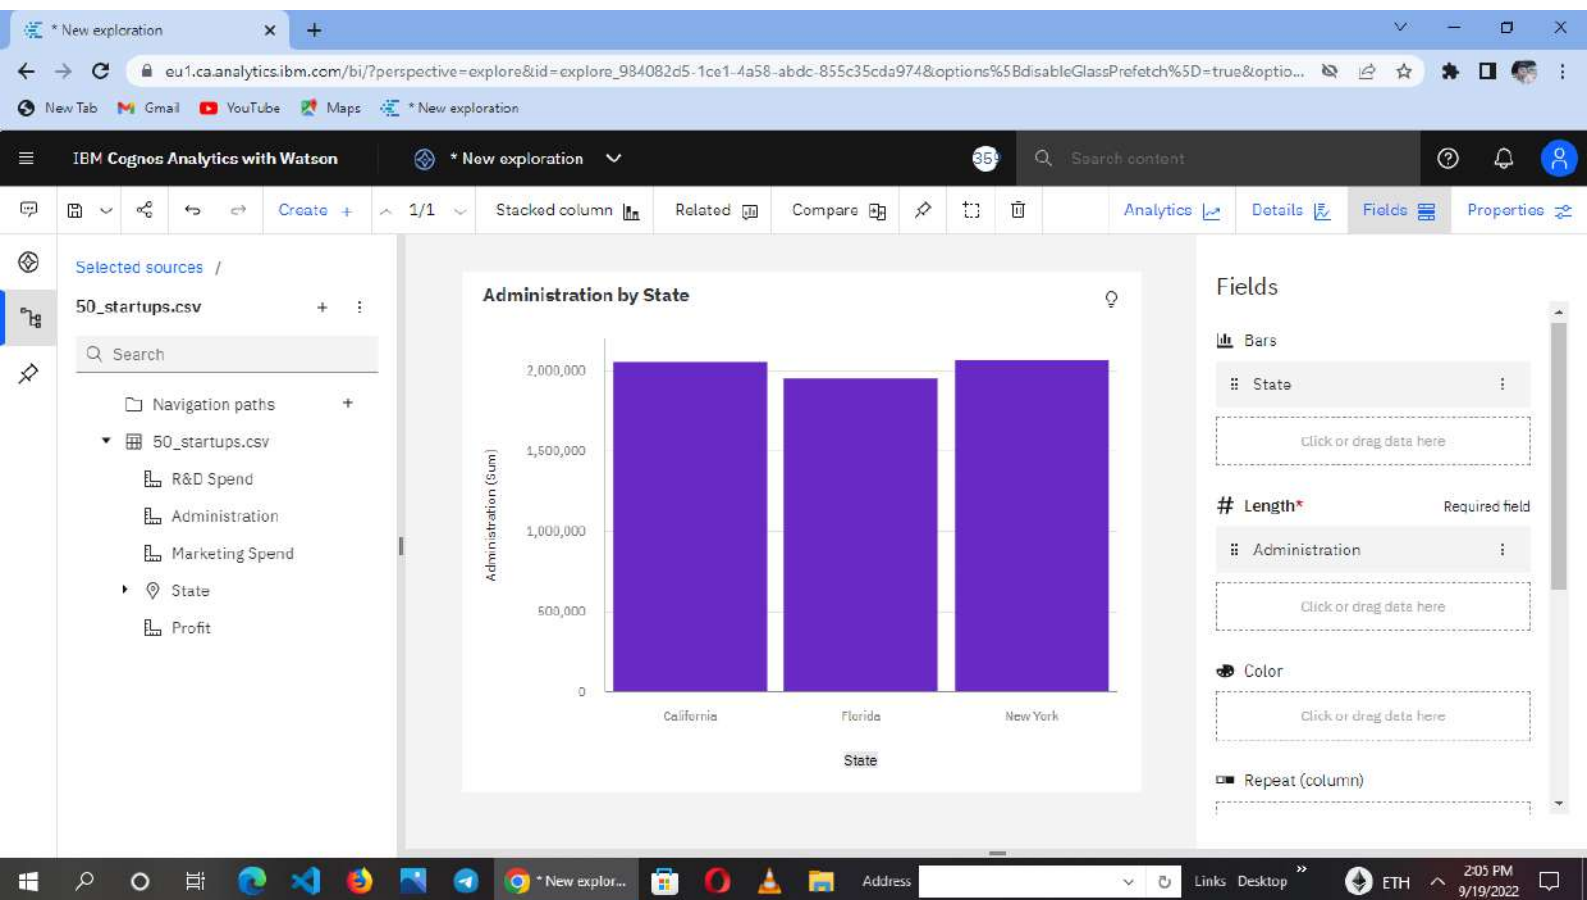 * New exploration
eu1.ca.analytics.ibm.com/bi/?perspective=explore&id=explore_984082d5-1ce1-4a58-abdc-855c35cda974&options%5BdisableGlassPrefetch%5D=true&optio...
New Tab Gmail YouTube Maps * New exploration
IBM Cognos Analytics with Watson * New exploration Search content
Create + 1/1 Stacked column Related Compare Analytics Details Fields Properties
Selected sources /
50_startups.csv
Search
Navigation paths
50_startups.csv
R&D Spend
Administration
Marketing Spend
State
Profit
Administration by State
2,000,000
1,500,000
1,000,000
500,000
0
Administration (Sum)
California Florida New York
State
Fields
Bars
State
Click or drag data here
Length* Required field
Administration
Click or drag data here
Color
Click or drag data here
Repeat (column)
* New explor... Address Links Desktop ETH 2:05 PM
9/19/2022